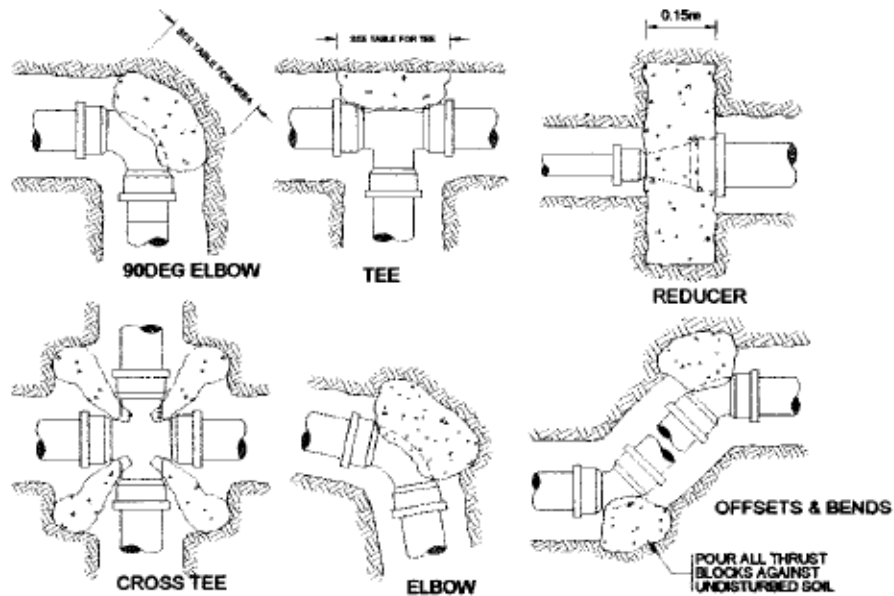 SEE TABLE FOR AREA
SEE TABLE FOR TEE
0.15m
90DEG ELBOW
TEE
REDUCER
CROSS TEE
ELBOW
OFFSETS & BENDS
POUR ALL THRUST
BLOCKS AGAINST
UNDISTURBED SOIL